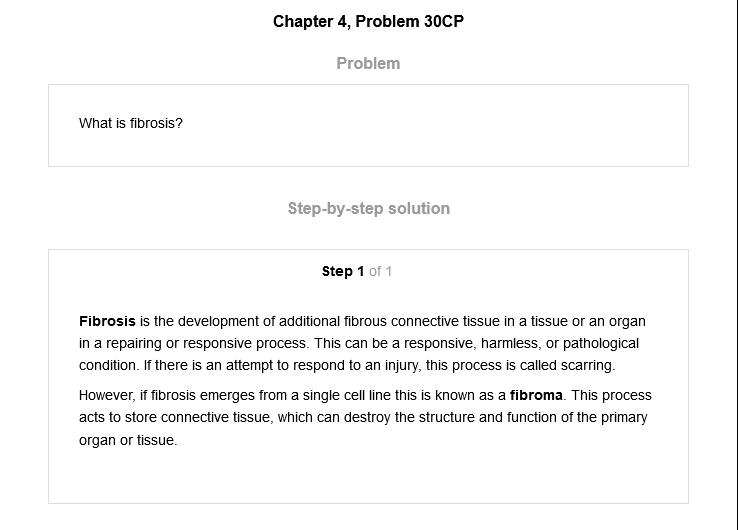 Chapter 4, Problem 30CP
Problem
What is fibrosis?
Step-by-step solution
Step 1 of 1
Fibrosis is the development of additional fibrous connective tissue in a tissue or an organ
in a repairing or responsive process. This can be a responsive, harmless, or pathological
condition. If there is an attempt to respond to an injury, this process is called scarring.
However, if fibrosis emerges from a single cell line this is known as a fibroma. This process
acts to store connective tissue, which can destroy the structure and function of the primary
organ or tissue.